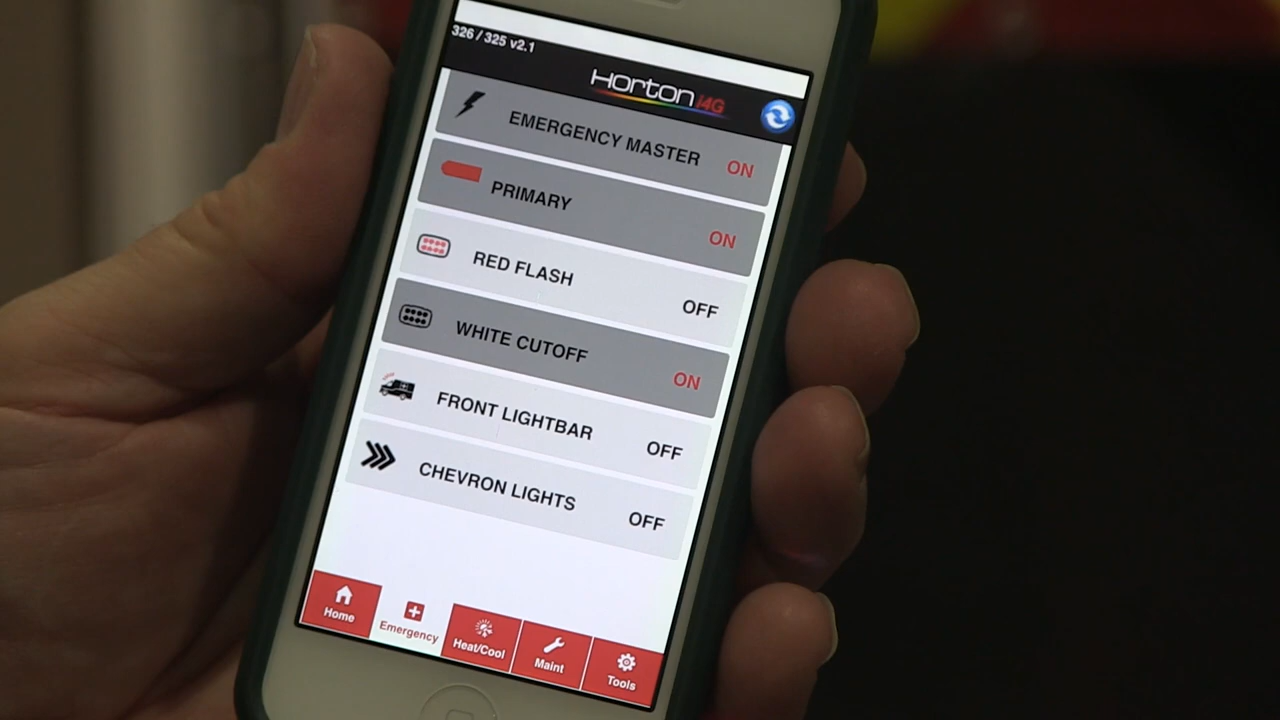 326 / 325 v2.1
Horton i4G
EMERGENCY MASTER ON
PRIMARY ON
RED FLASH OFF
WHITE CUTOFF ON
FRONT LIGHTBAR OFF
CHEVRON LIGHTS OFF
Home Emergency Heat/Cool Maint Tools